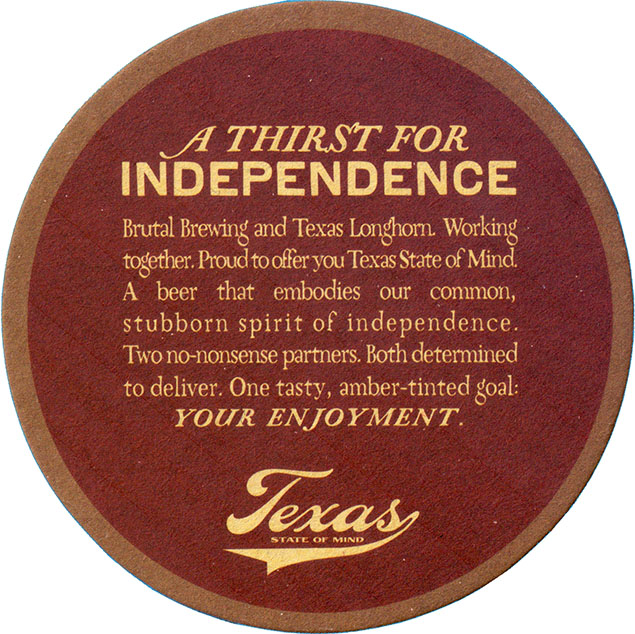 A THIRST FOR
INDEPENDENCE
Brutal Brewing and Texas Longhorn. Working
together. Proud to offer you Texas State of Mind.
A beer that embodies our common,
stubborn spirit of independence.
Two no-nonsense partners. Both determined
to deliver. One tasty, amber-tinted goal:
YOUR ENJOYMENT.
Texas
STATE OF MIND